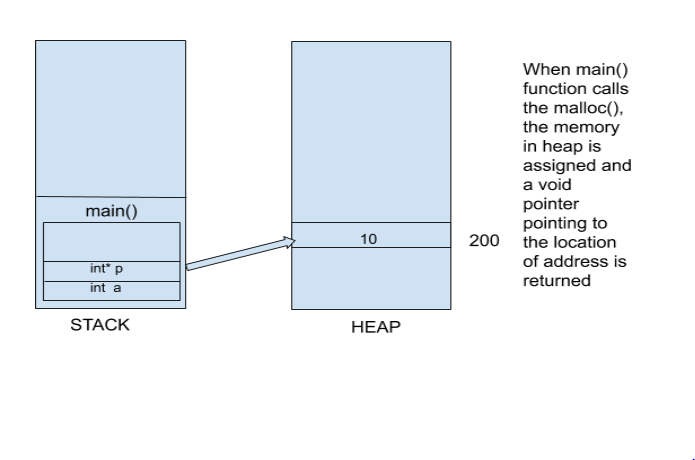 main()
int* p
int a
STACK
10
200
HEAP
When main()
function calls
the malloc(),
the memory
in heap is
assigned and
a void
pointer
pointing to
the location
of address is
returned